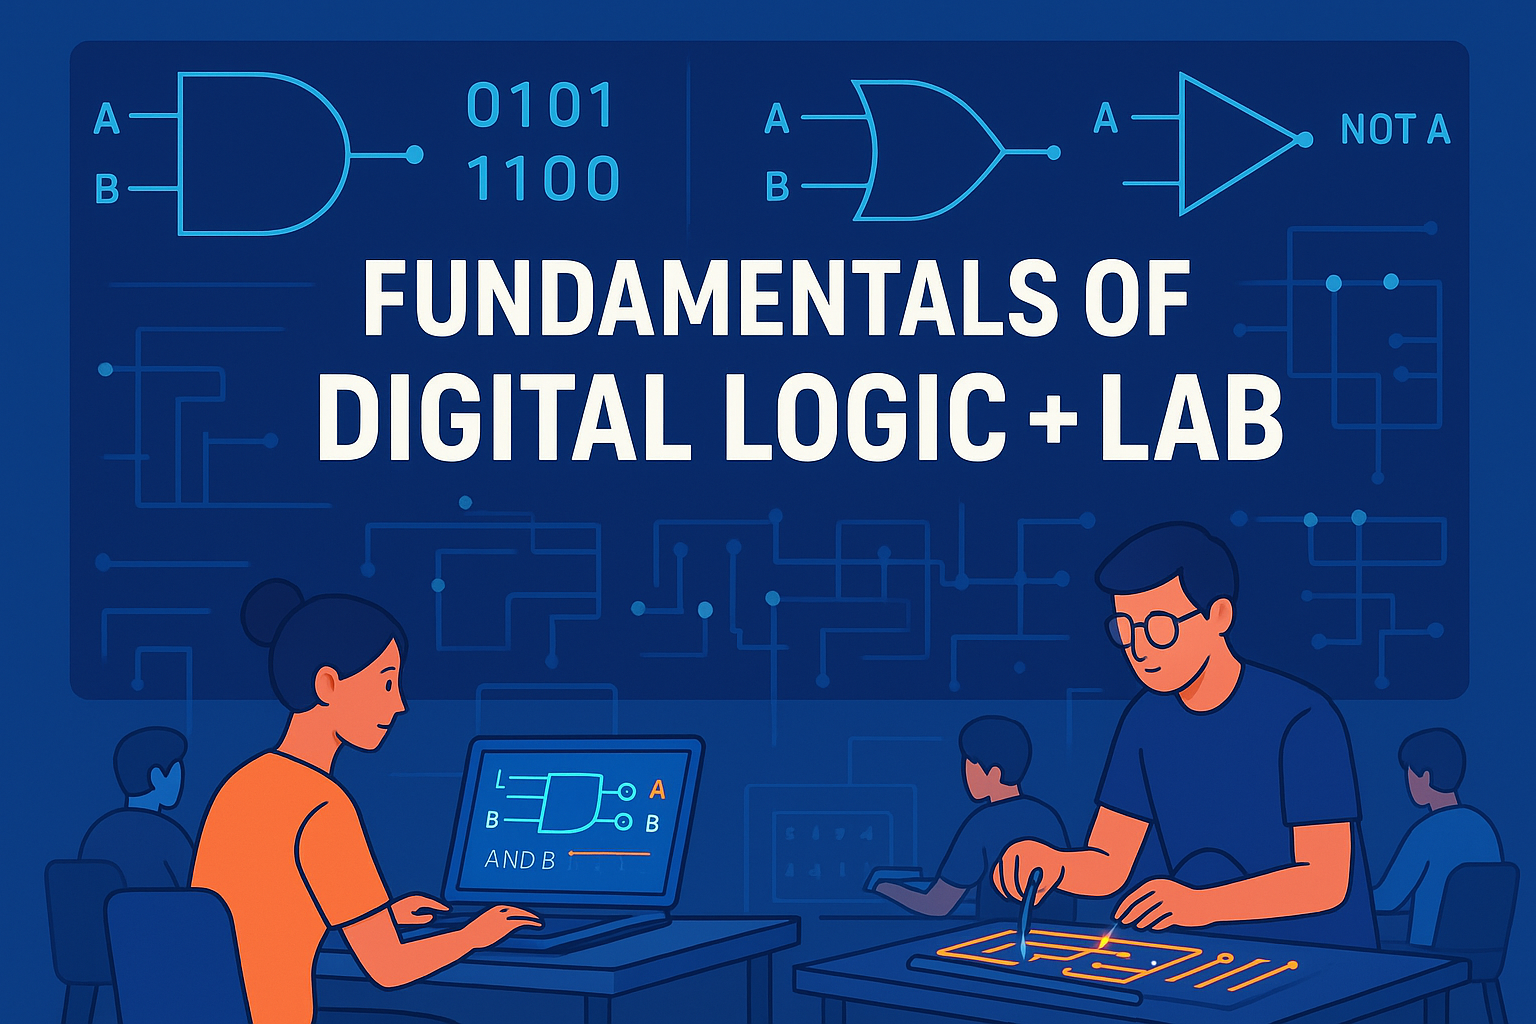 A
B
0101
1100
A
B
A
NOT A
FUNDAMENTALS OF
DIGITAL LOGIC + LAB
L
A
B
B
AND B